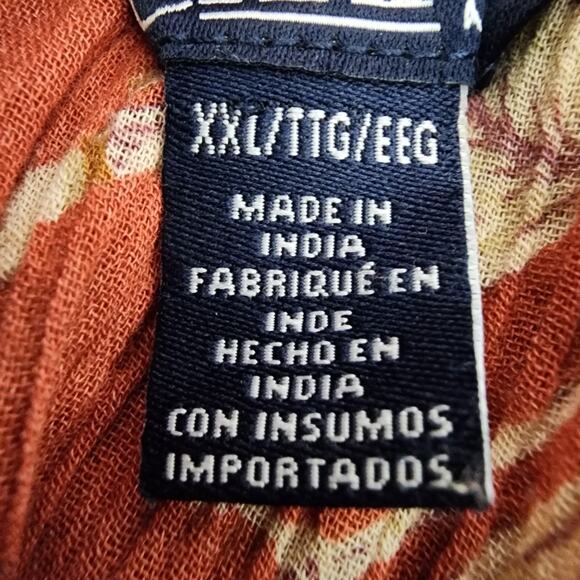 XXL/TTG/EEG
MADE IN
INDIA
FABRIQUÉ EN
INDE
HECHO EN
INDIA
CON INSUMOS
IMPORTADOS